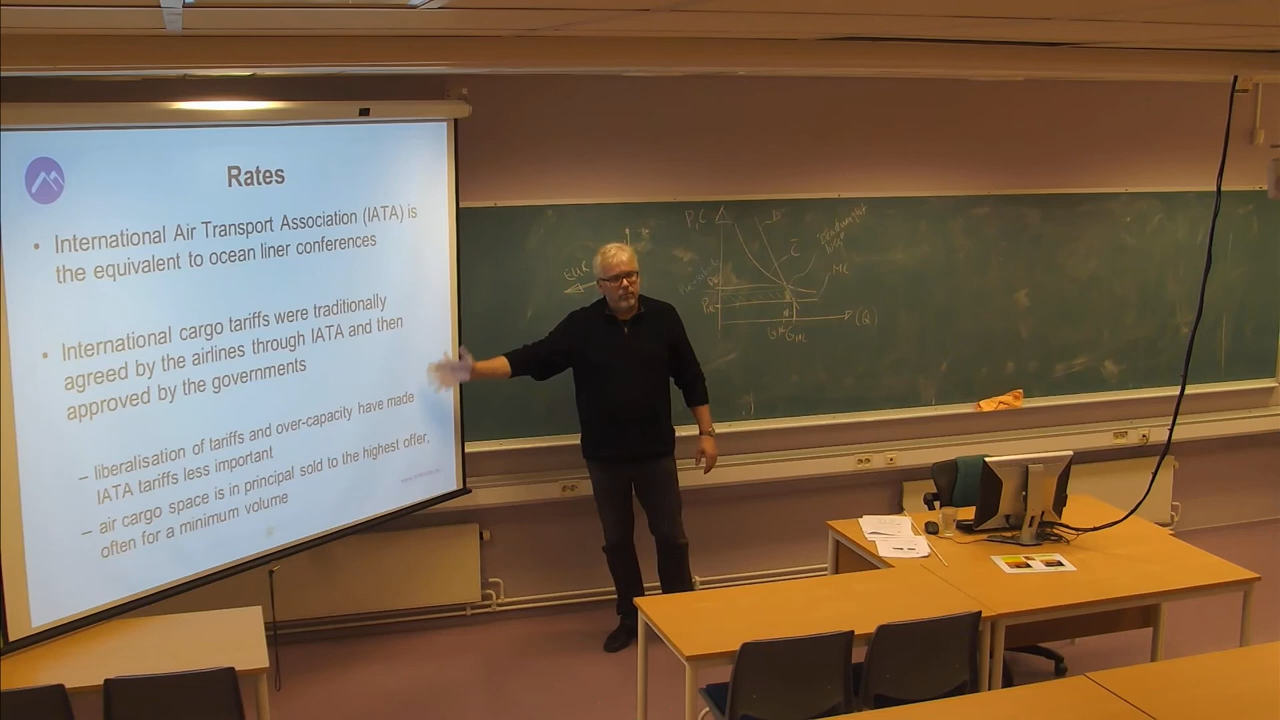 Rates
• International Air Transport Association (IATA) is
the equivalent to ocean liner conferences
• International cargo tariffs were traditionally
agreed by the airlines through IATA and then
approved by the governments
– liberalisation of tariffs and over-capacity have made
IATA tariffs less important
– air cargo space is in principal sold to the highest offer,
often for a minimum volume
EUR
P,C
D
C
Deadweight
loss
MC
(Q)